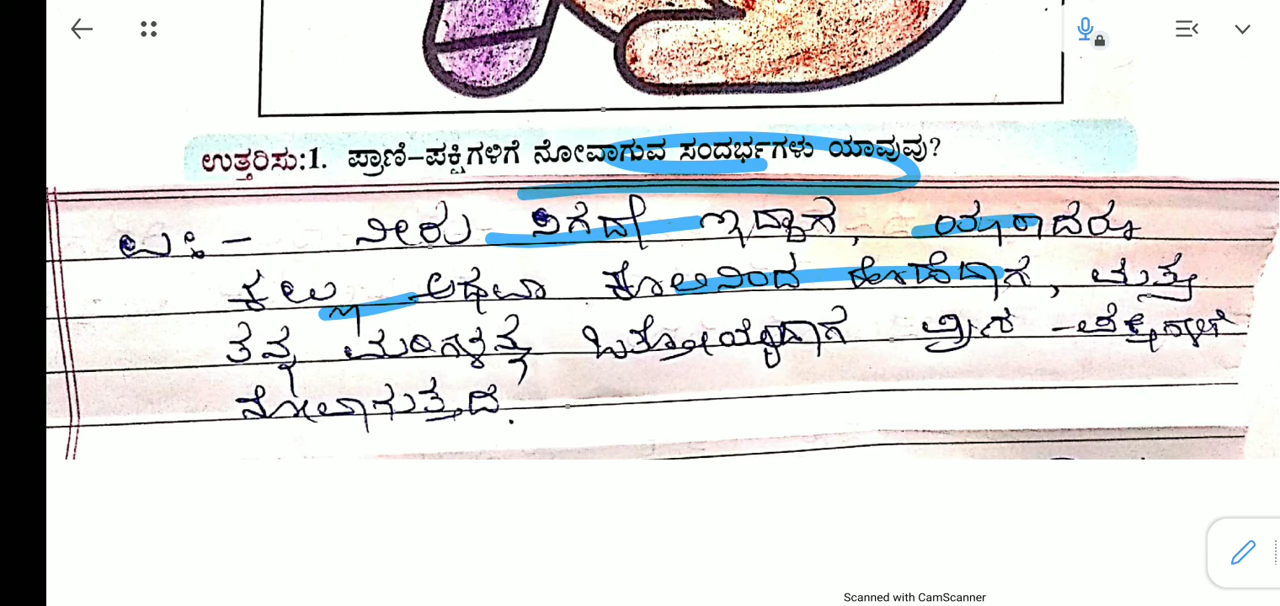 ಉತ್ತರಿಸು:1. ಪ್ರಾಣಿ-ಪಕ್ಷಿಗಳಿಗೆ ನೋವಾಗುವ ಸಂದರ್ಭಗಳು ಯಾವುವು?
ಉ:- ನೀರು ಸಿಗದೇ ಇದ್ದಾಗ, ಯಾರಾದರೂ
ಕಲ್ಲು ಅಥವಾ ಕೋಲಿನಿಂದ ಹೊಡೆದಾಗ, ಮತ್ತು
ತನ್ನ ಮರಿಗಳನ್ನು ಪ್ರಾಣಿ-ಪಕ್ಷಿಗಳಿಗೆ
ನೋವಾಗುತ್ತದೆ.
Scanned with CamScanner